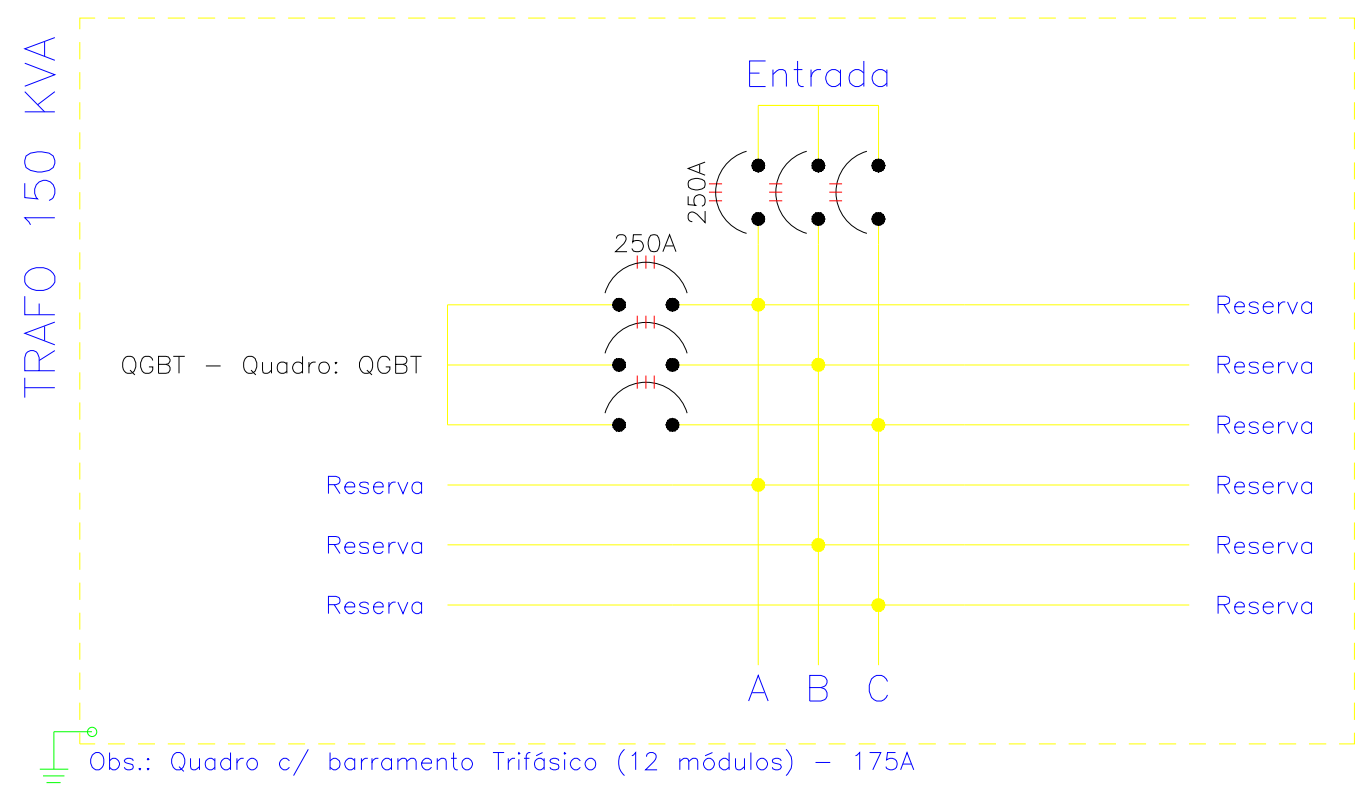 TRAFO 150 KVA
Entrada
250A
250A
Reserva
QGBT - Quadro: QGBT
Reserva
Reserva
Reserva
Reserva
Reserva
Reserva
Reserva
Reserva
A B C
Obs.: Quadro c/ barramento Trifásico (12 módulos) - 175A